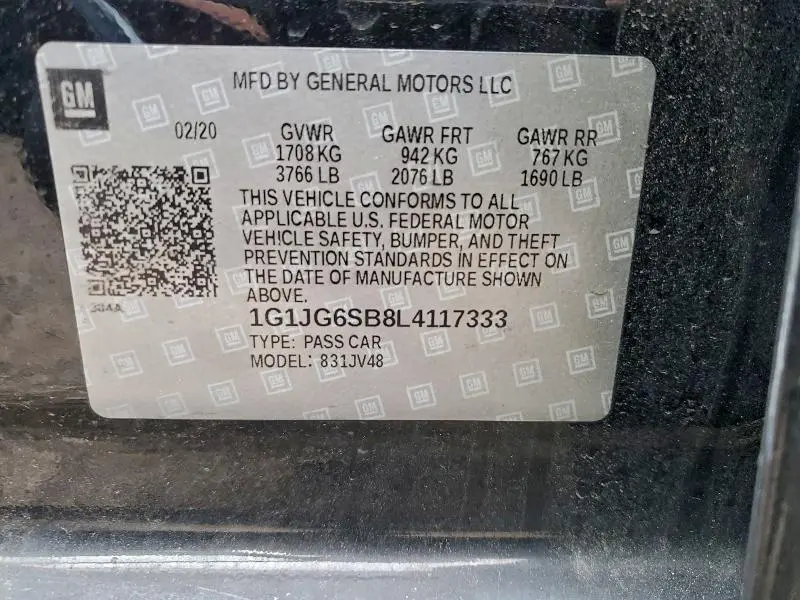 GM
MFD BY GENERAL MOTORS LLC
02/20 GVWR GAWR FRT GAWR RR
1708 KG 942 KG 767 KG
3766 LB 2076 LB 1690 LB
THIS VEHICLE CONFORMS TO ALL
APPLICABLE U.S. FEDERAL MOTOR
VEHICLE SAFETY, BUMPER, AND THEFT
PREVENTION STANDARDS IN EFFECT ON
THE DATE OF MANUFACTURE SHOWN
ABOVE.
1G1JG6SB8L4117333
TYPE: PASS CAR
MODEL: 831JV48